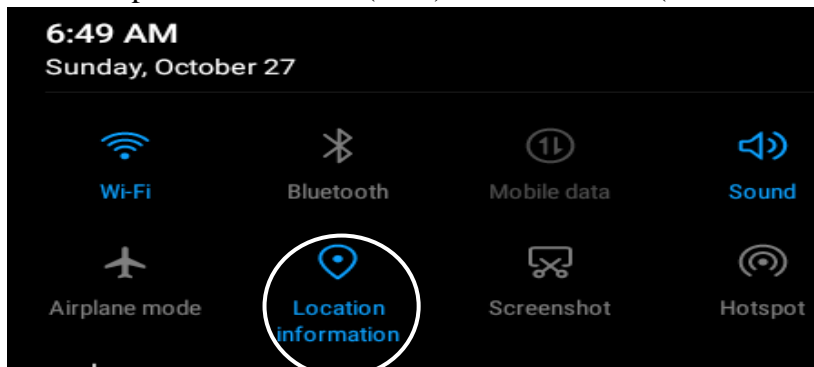 6:49 AM
Sunday, October 27
Wi-Fi
Bluetooth
Mobile data
Sound
Airplane mode
Location
information
Screenshot
Hotspot